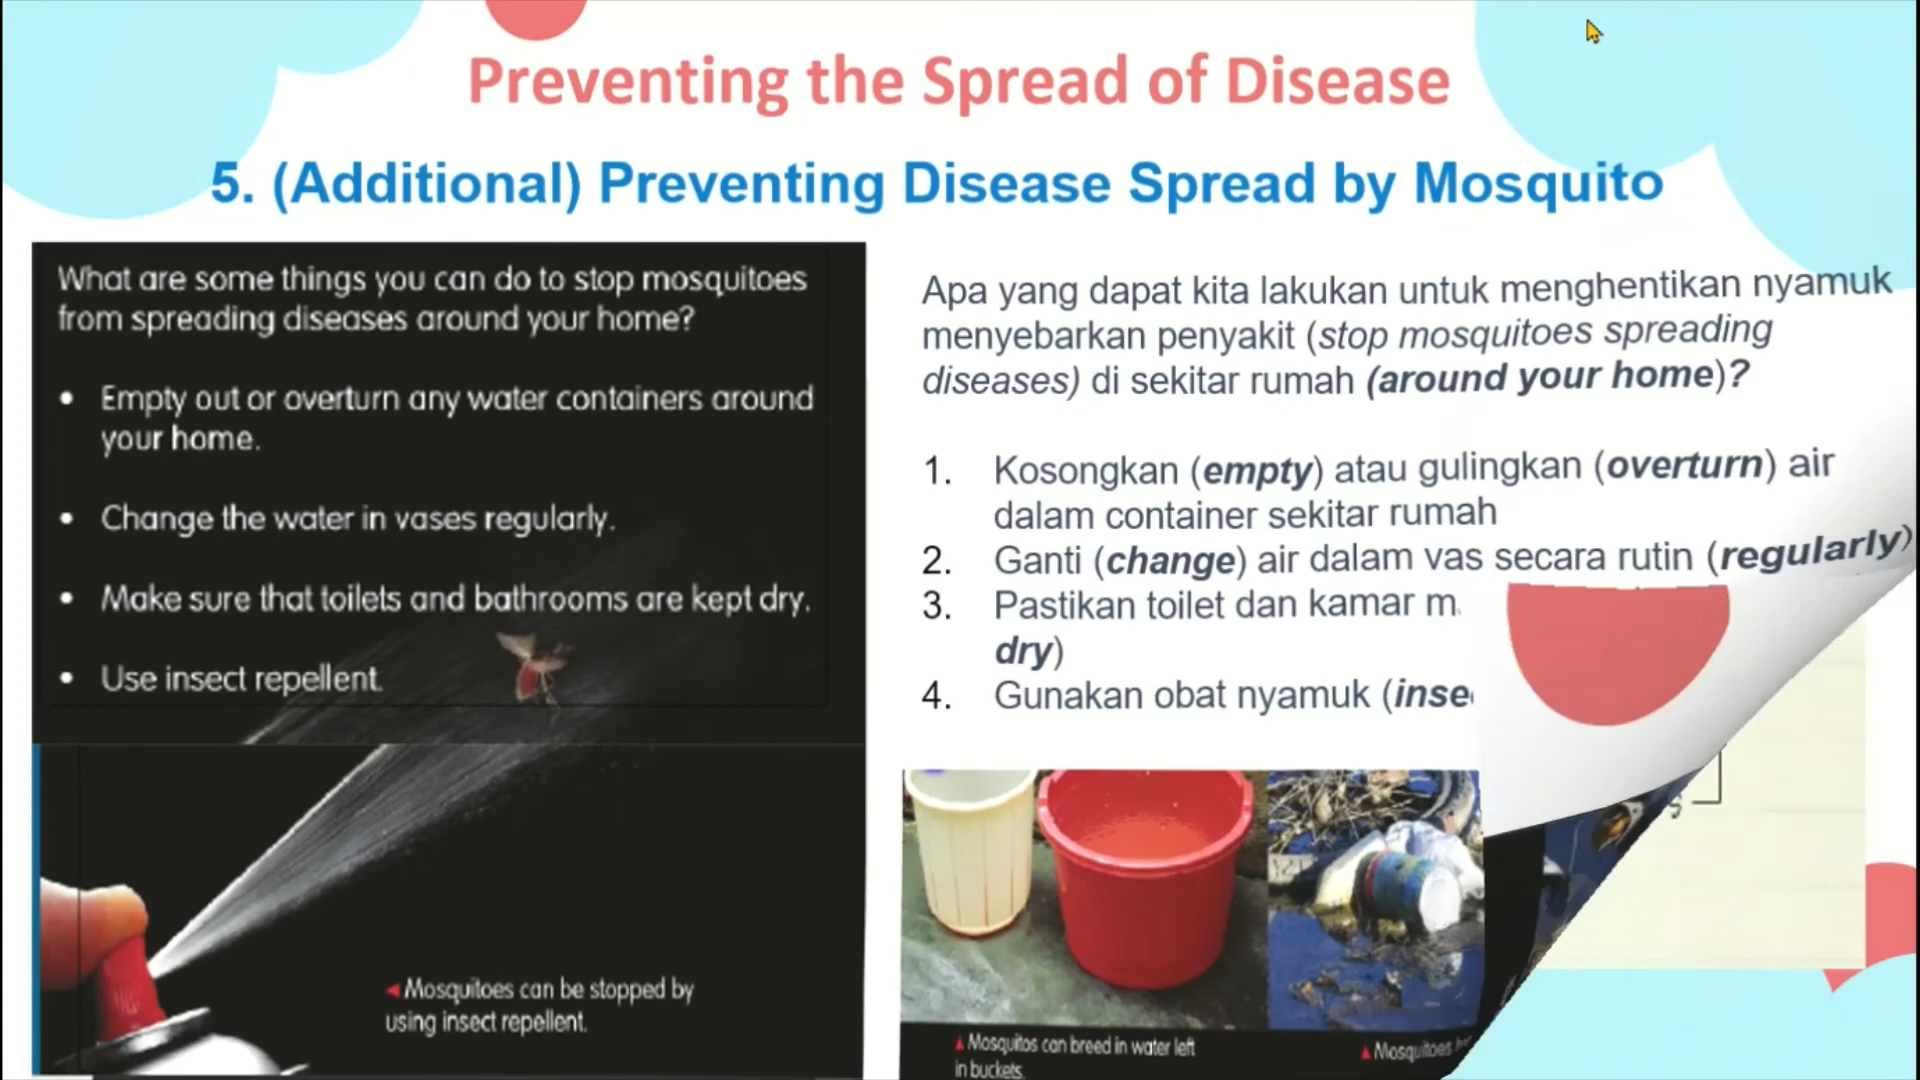 Preventing the Spread of Disease
5. (Additional) Preventing Disease Spread by Mosquito
What are some things you can do to stop mosquitoes
from spreading diseases around your home?
• Empty out or overturn any water containers around
your home.
• Change the water in vases regularly.
• Make sure that toilets and bathrooms are kept dry.
• Use insect repellent.
Mosquitoes can be stopped by
using insect repellent.
Apa yang dapat kita lakukan untuk menghentikan nyamuk
menyebarkan penyakit (stop mosquitoes spreading
diseases) di sekitar rumah (around your home)?
1. Kosongkan (empty) atau gulingkan (overturn) air
dalam container sekitar rumah
2. Ganti (change) air dalam vas secara rutin (regularly)
3. Pastikan toilet dan kamar
dry)
4. Gunakan obat nyamuk (
Mosquitos can breed in water left
in buckets.
Mosquitoes